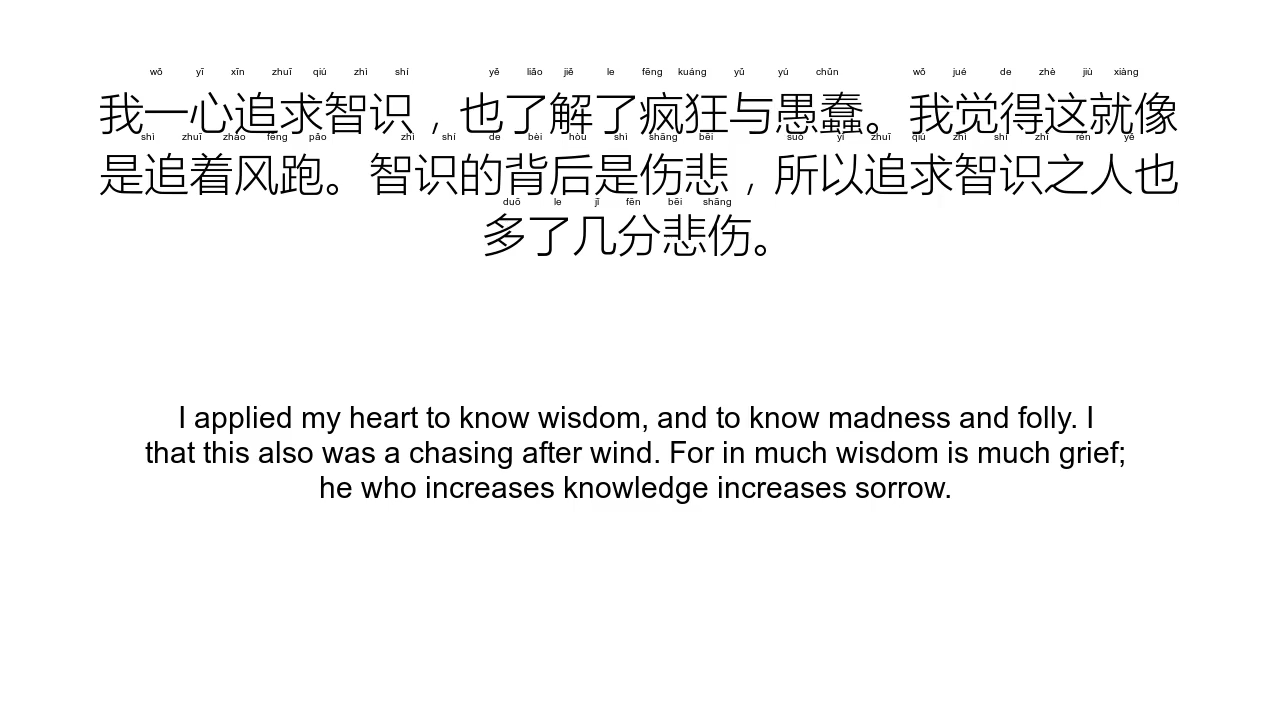 wǒ yī xīn zhuī qiú zhì shí yě liǎo jiě le fēng kuáng yǔ yú chǔn wǒ jué de zhè jiù xiàng
我一心追求智识，也了解了疯狂与愚蠢。我觉得这就像
shì zhuī zháo fēng pǎo zhì shí de bèi hòu shì shāng bēi suǒ yǐ zhuī qiú zhì shí zhī rén yě
是追着风跑。智识的背后是伤悲，所以追求智识之人也
duō le jǐ fēn bēi shāng
多了几分悲伤。
I applied my heart to know wisdom, and to know madness and folly. I
that this also was a chasing after wind. For in much wisdom is much grief;
he who increases knowledge increases sorrow.